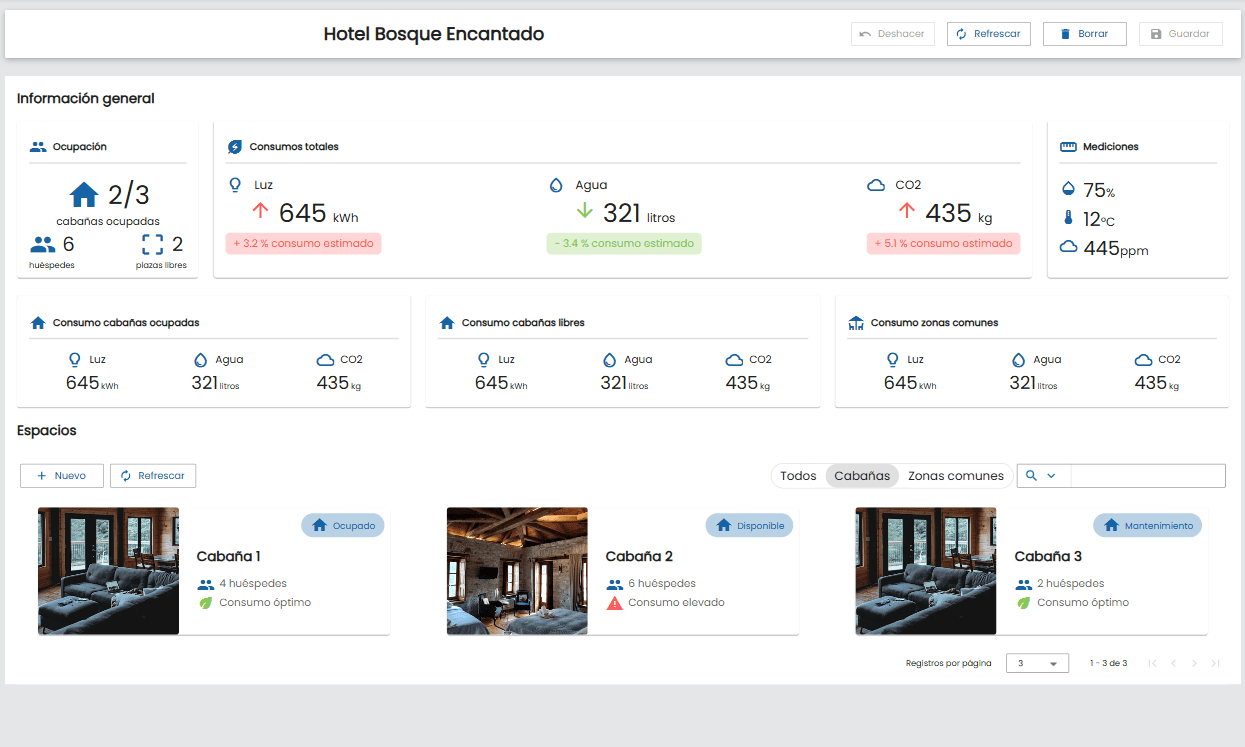 Hotel Bosque Encantado
Deshacer
Refrescar
Borrar
Guardar
Información general
Ocupación
2/3
cabañas ocupadas
6
huéspedes
2
plazas libres
Consumos totales
Luz
645 kWh
+ 3.2 % consumo estimado
Agua
321 litros
- 3.4 % consumo estimado
CO2
435 kg
+ 5.1 % consumo estimado
Mediciones
75%
12ºC
445ppm
Consumo cabañas ocupadas
Luz
645 kWh
Agua
321 litros
CO2
435 kg
Consumo cabañas libres
Luz
645 kWh
Agua
321 litros
CO2
435 kg
Consumo zonas comunes
Luz
645 kWh
Agua
321 litros
CO2
435 kg
Espacios
+ Nuevo
Refrescar
Todos
Cabañas
Zonas comunes
Ocupado
Cabaña 1
4 huéspedes
Consumo óptimo
Disponible
Cabaña 2
6 huéspedes
Consumo elevado
Mantenimiento
Cabaña 3
2 huéspedes
Consumo óptimo
Registros por página
3
1 - 3 de 3